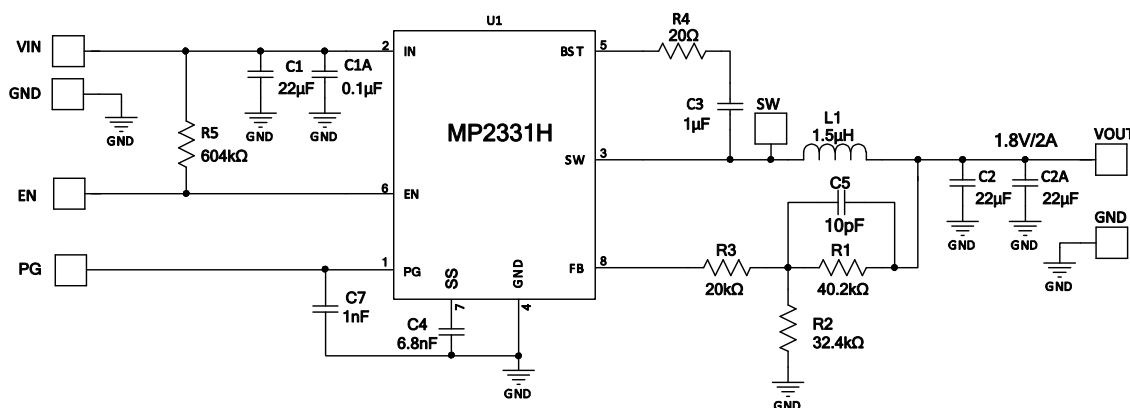 U1
VIN
GND
GND
R5
604kΩ
C1
22µF
GND
C1A
0.1µF
GND
2
IN
EN
6
EN
PG
1
PG
C7
1nF
MP2331H
SS
7
GND
4
C4
6.8nF
GND
BST
5
R4
20Ω
C3
1µF
SW
SW
3
L1
1.5µH
1.8V/2A
VOUT
C2
22µF
GND
C2A
22µF
GND
GND
GND
C5
10pF
FB
8
R3
20kΩ
R1
40.2kΩ
R2
32.4kΩ
GND